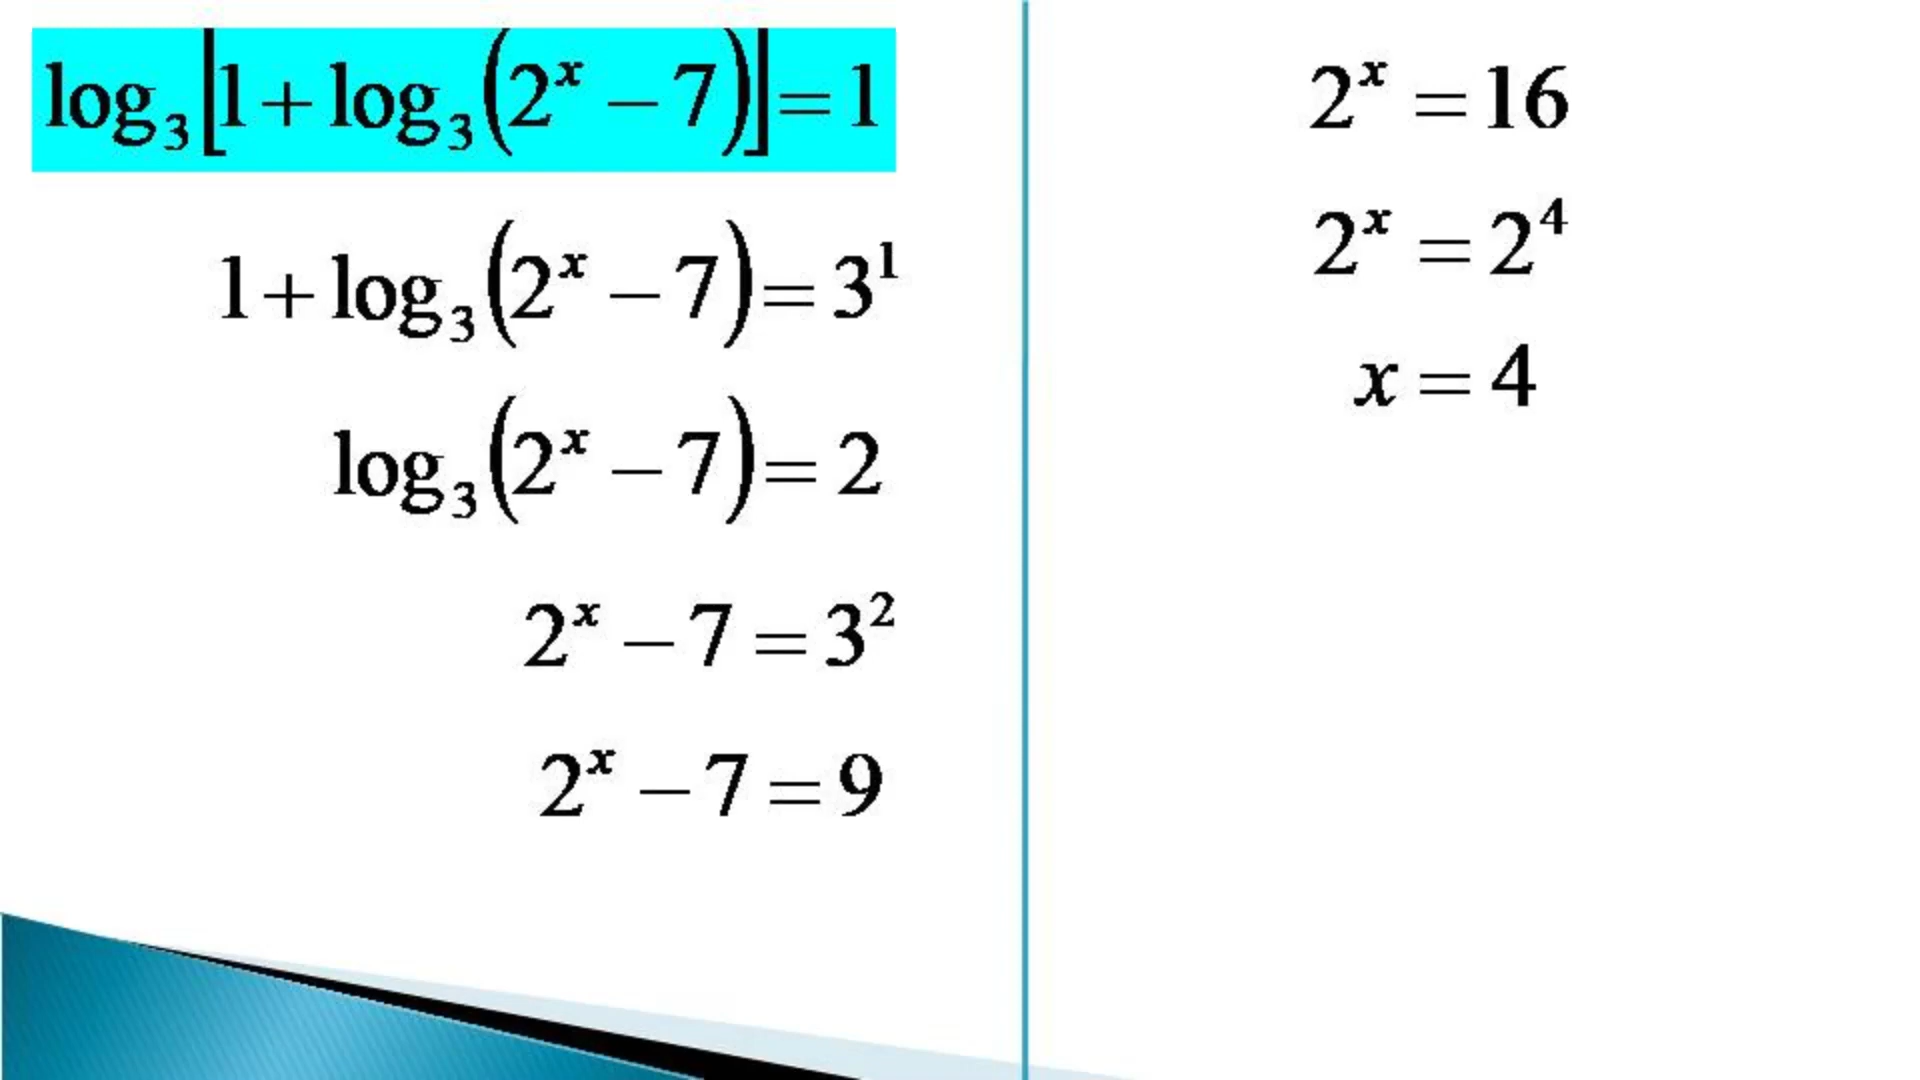 log₃[1 + log₃(2ˣ − 7)] = 1
1 + log₃(2ˣ − 7) = 3¹
log₃(2ˣ − 7) = 2
2ˣ − 7 = 3²
2ˣ − 7 = 9
2ˣ = 16
2ˣ = 2⁴
x = 4